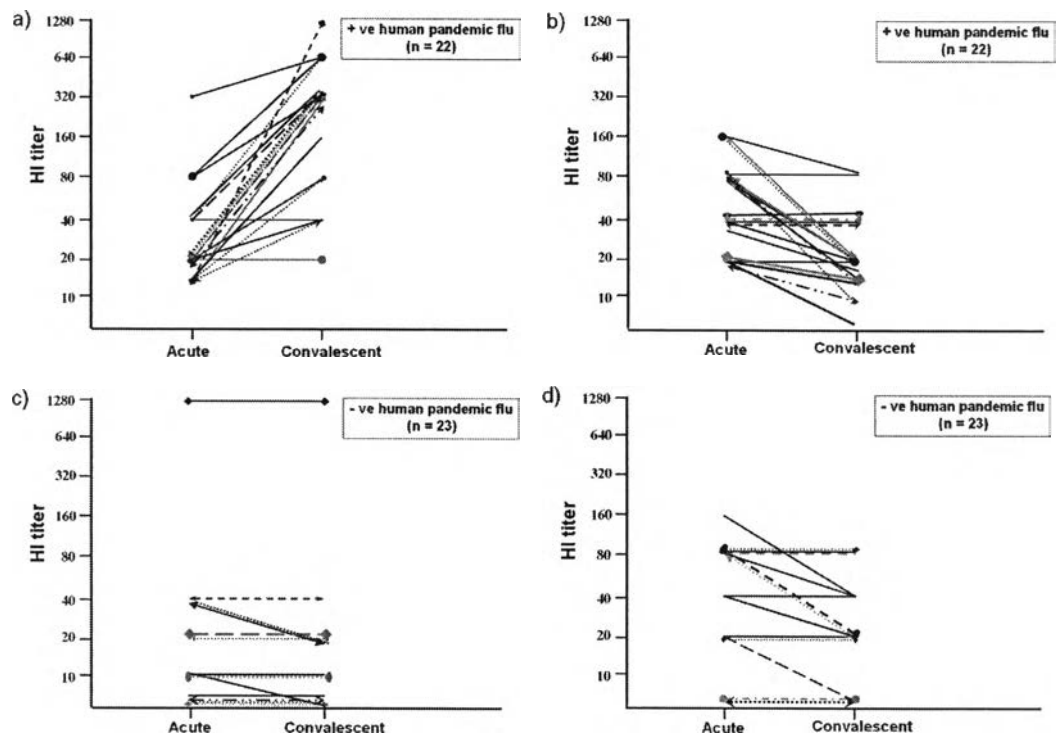 a)
+ ve human pandemic flu
(n = 22)
HI titer
1280
640
320
160
80
40
20
10
Acute Convalescent
b)
+ ve human pandemic flu
(n = 22)
HI titer
1280
640
320
160
80
40
20
10
Acute Convalescent
c)
- ve human pandemic flu
(n = 23)
HI titer
1280
640
320
160
80
40
20
10
Acute Convalescent
d)
- ve human pandemic flu
(n = 23)
HI titer
1280
640
320
160
80
40
20
10
Acute Convalescent